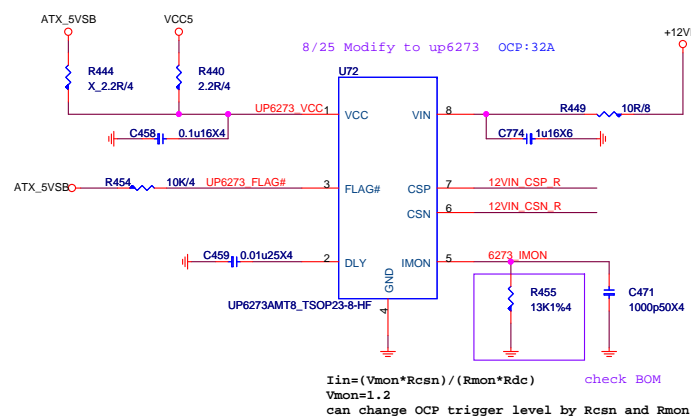 ATX_5VSB
VCC5
8/25 Modify to up6273 OCP:32A
+12VI
R444
X_2.2R/4
R440
2.2R/4
U72
UP6273_VCC
1
VCC
VIN
8
R449
10R/8
C458
0.1u16X4
C774
1u16X6
ATX_5VSB
R454
10K/4
UP6273_FLAG#
3
FLAG#
CSP
7
12VIN_CSP_R
CSN
6
12VIN_CSN_R
C459
0.01u25X4
2
DLY
IMON
5
6273_IMON
GND
4
R455
13K1%4
C471
1000p50X4
UP6273AMT8_TSOP23-8-HF
Iin=(Vmon*Rcsn)/(Rmon*Rdc) check BOM
Vmon=1.2
can change OCP trigger level by Rcsn and Rmon